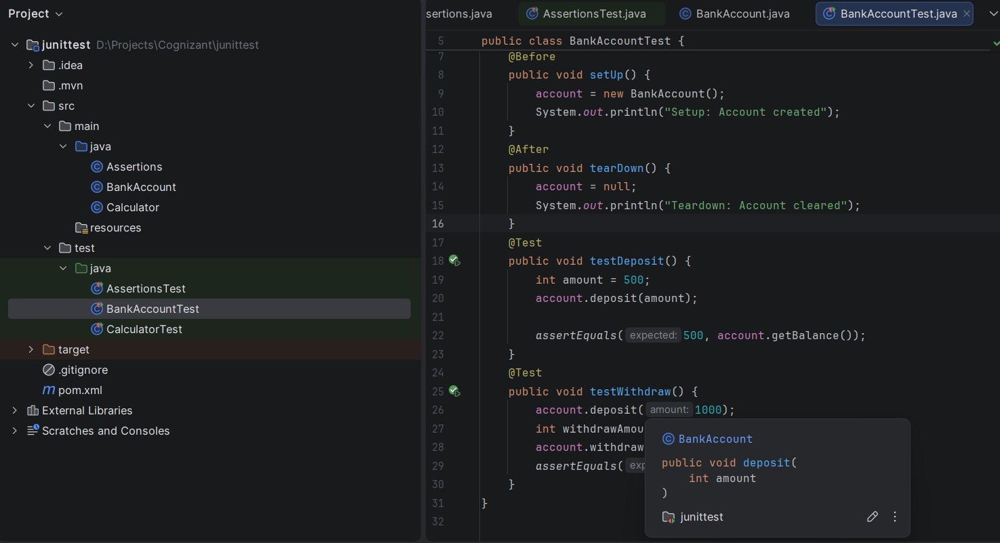 Project
junittest D:\Projects\Cognizant\junittest
.idea
.mvn
src
main
java
Assertions
BankAccount
Calculator
resources
test
java
AssertionsTest
BankAccountTest
CalculatorTest
target
.gitignore
pom.xml
External Libraries
Scratches and Consoles
sertions.java AssertionsTest.java BankAccount.java BankAccountTest.java
5 public class BankAccountTest {
7 @Before
8 public void setUp() {
9 account = new BankAccount();
10 System.out.println("Setup: Account created");
11 }
12 @After
13 public void tearDown() {
14 account = null;
15 System.out.println("Teardown: Account cleared");
16 }
17 @Test
18 public void testDeposit() {
19 int amount = 500;
20 account.deposit(amount);
21
22 assertEquals( expected: 500, account.getBalance());
23 }
24 @Test
25 public void testWithdraw() {
26 account.deposit( amount: 1000);
27 int withdrawAmou
28 account.withdraw
29 assertEquals( exp
30 }
31 }
32
BankAccount
public void deposit(
int amount
)
junittest